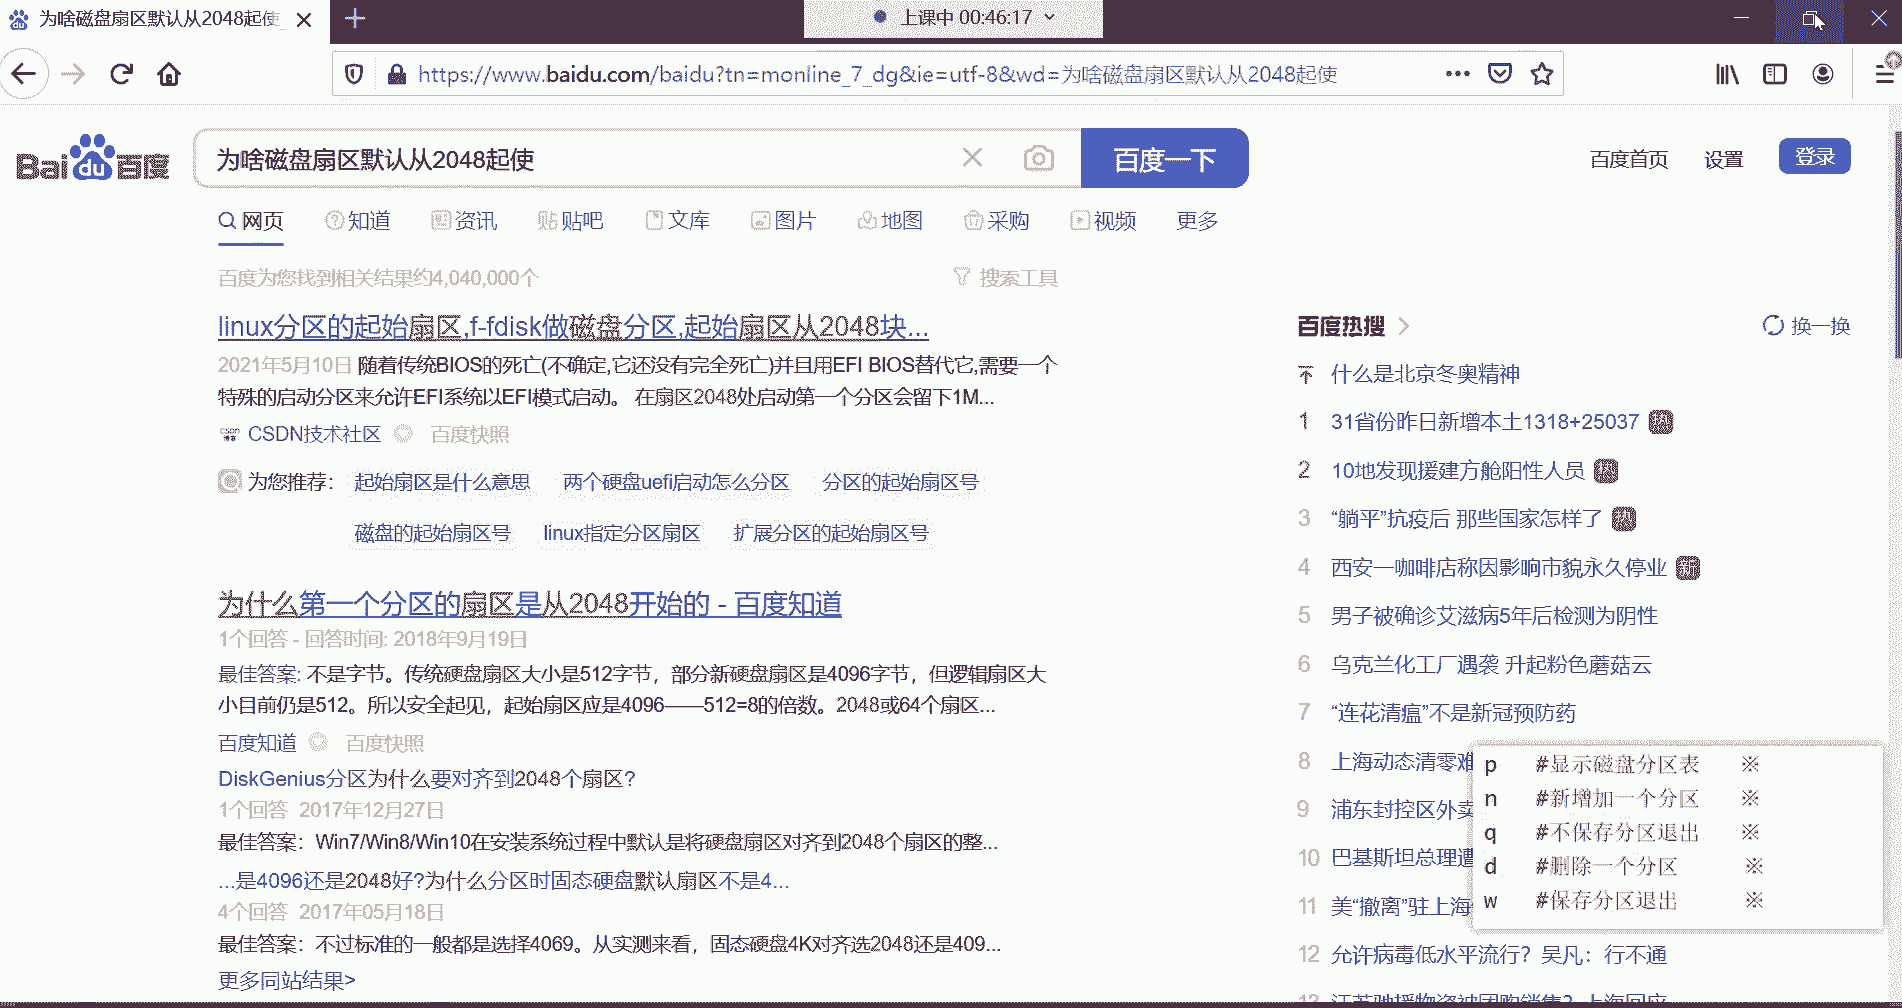 为啥磁盘扇区默认从2048起使
上课中 00:46:17
https://www.baidu.com/baidu?tn=monline_7_dg&ie=utf-8&wd=为啥磁盘扇区默认从2048起使
Bai du 百度
为啥磁盘扇区默认从2048起使
百度一下
百度首页 设置 登录
网页 知道 资讯 贴吧 文库 图片 地图 采购 视频 更多
百度为您找到相关结果约4,040,000个 搜索工具
linux分区的起始扇区,f-fdisk做磁盘分区,起始扇区从2048块...
2021年5月10日 随着传统BIOS的死亡(不确定,它还没有完全死亡)并且用EFI BIOS替代它,需要一个
特殊的启动分区来允许EFI系统以EFI模式启动。 在扇区2048处启动第一个分区会留下1M...
CSDN技术社区 百度快照
为您推荐: 起始扇区是什么意思 两个硬盘uefi启动怎么分区 分区的起始扇区号
磁盘的起始扇区号 linux指定分区扇区 扩展分区的起始扇区号
为什么第一个分区的扇区是从2048开始的 - 百度知道
1个回答 - 回答时间: 2018年9月19日
最佳答案: 不是字节。传统硬盘扇区大小是512字节，部分新硬盘扇区是4096字节，但逻辑扇区大
小目前仍是512。所以安全起见，起始扇区应是4096——512=8的倍数。2048或64个扇区...
百度知道 百度快照
DiskGenius分区为什么要对齐到2048个扇区?
1个回答 2017年12月27日
最佳答案：Win7/Win8/Win10在安装系统过程中默认是将硬盘扇区对齐到2048个扇区的整...
...是4096还是2048好?为什么分区时固态硬盘默认扇区不是4...
4个回答 2017年05月18日
最佳答案：不过标准的一般都是选择4069。从实测来看，固态硬盘4K对齐选2048还是409...
更多同站结果>
百度热搜 > 换一换
什么是北京冬奥精神
1 31省份昨日新增本土1318+25037 热
2 10地发现援建方舱阳性人员 热
3 “躺平”抗疫后 那些国家怎样了 热
4 西安一咖啡店称因影响市貌永久停业 新
5 男子被确诊艾滋病5年后检测为阴性
6 乌克兰化工厂遇袭 升起粉色蘑菇云
7 “连花清瘟”不是新冠预防药
8 上海动态清零难
9 浦东封控区外卖
10 巴基斯坦总理遭
11 美“撤离”驻上海
12 允许病毒低水平流行？吴凡：行不通
p #显示磁盘分区表 ※
n #新增加一个分区 ※
q #不保存分区退出 ※
d #删除一个分区 ※
w #保存分区退出 ※